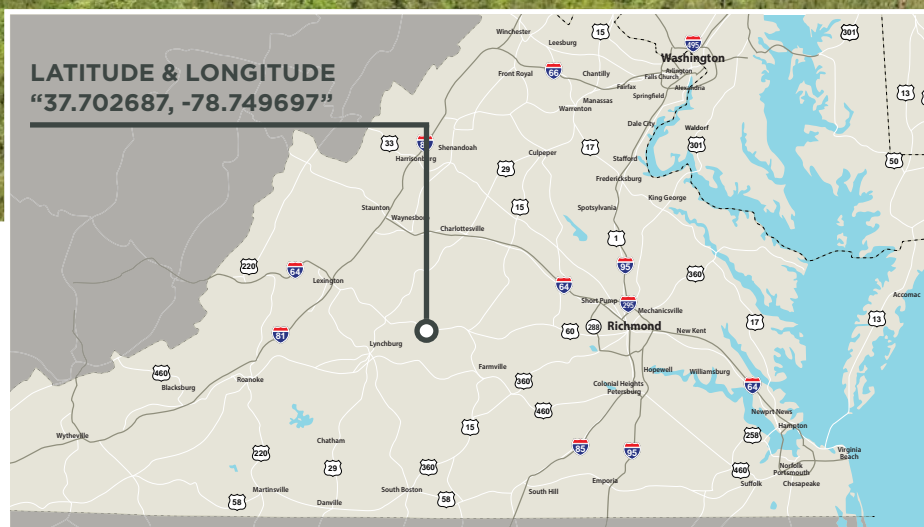 LATITUDE & LONGITUDE
“37.702687, -78.749697”
Winchester
15
Leesburg
301
495
Washington
Front Royal
66
Chantilly
Arlington
Falls Church
Fairfax
Alexandria
Springfield
13
Manassas
Warrenton
Dale City
Waldorf
33
Shenandoah
Harrisonburg
Culpeper
17
301
Stafford
50
29
Fredericksburg
King George
Staunton
15
Spotsylvania
Waynesboro
Charlottesville
1
220
64
95
360
Lexington
64
Accomac
Short Pump
295
Mechanicsville
17
13
81
60
288
Richmond
New Kent
Lynchburg
Farmville
460
Blacksburg
Roanoke
360
Hopewell
Williamsburg
Colonial Heights
Petersburg
64
460
Newprt News
15
Hampton
Wytheville
Chatham
258
Virginia
Beach
220
85
95
29
360
460
Norfolk
Portsmouth
Emporia
Suffolk
Chesapeake
Martinsville
South Boston
58
South Hill
58
Danville